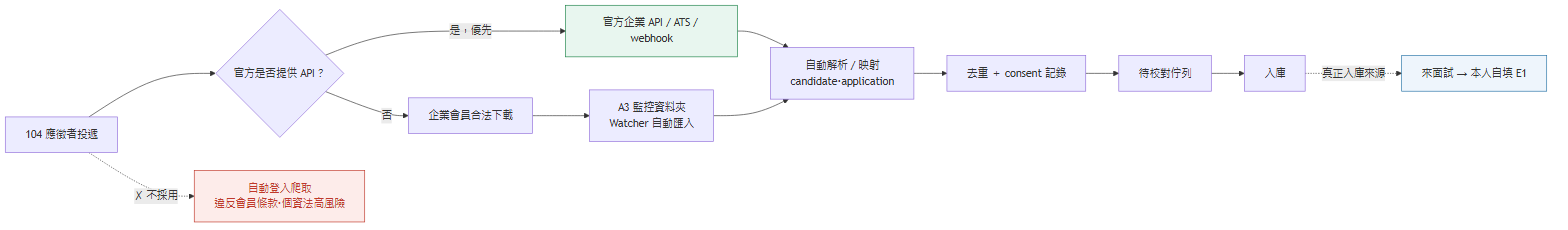 104 應徵者投遞
官方是否提供 API？
是，優先
官方企業 API / ATS /
webhook
否
企業會員合法下載
A3 監控資料夾
Watcher 自動匯入
自動解析 / 映射
candidate·application
去重 + consent 記錄
待校對佇列
入庫
真正入庫來源
來面試 → 本人自填 E1
✗ 不採用
自動登入爬取
違反會員條款·個資法高風險